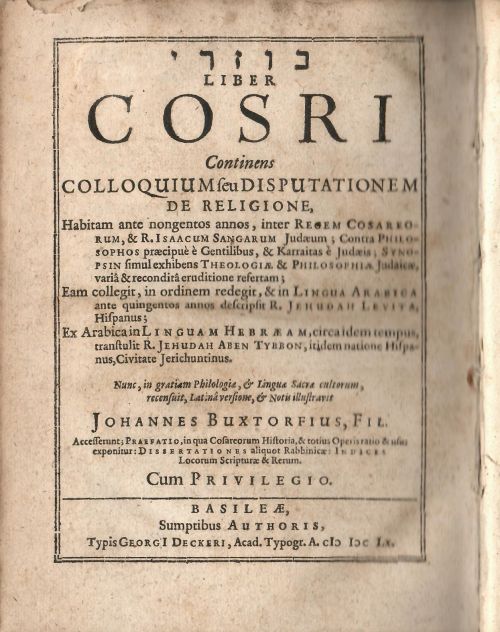 כוזרי
LIBER
COSRI
Continens
COLLOQUIUM seu DISPUTATIONEM
DE RELIGIONE,
Habitam ante nongentos annos, inter REGEM COSARREO-
RUM, & R. ISAACUM SANGARUM Judæum; Contra PHILO-
SOPHOS præcipuè è Gentilibus, & Karraitas è Judæis; SYNO-
PSIN simul exhibens THEOLOGIÆ & PHILOSOPHIÆ Judaicæ,
variâ & reconditâ eruditione refertam;
Eam collegit, in ordinem redegit, & in LINGUA ARABICA
ante quingentos annos descripsit R. JEHUDAH LEVITA,
Hispanus;
Ex Arabica in LINGUAM HEBRÆAM, circa idem tempus,
transtulit R. JEHUDAH ABEN TYBBON, itidem natione Hispa-
nus, Civitate Jerichuntinus.
Nunc, in gratiam Philologiæ, & Linguæ Sacræ cultorum,
recensuit, Latinâ versione, & Notis illustravit
JOHANNES BUXTORFIUS, FIL.
Accesserunt; PRÆFATIO, in qua Cosareorum Historia, & totius Operis ratio & usus
exponitur: DISSERTATIONES aliquot Rabbinicæ: INDICES
Locorum Scripturæ & Rerum.
Cum PRIVILEGIO.
BASILEÆ,
Sumptibus AUTHORIS,
Typis GEORGI DECKERI, Acad. Typogr. A. cIɔ Iɔc Lx.